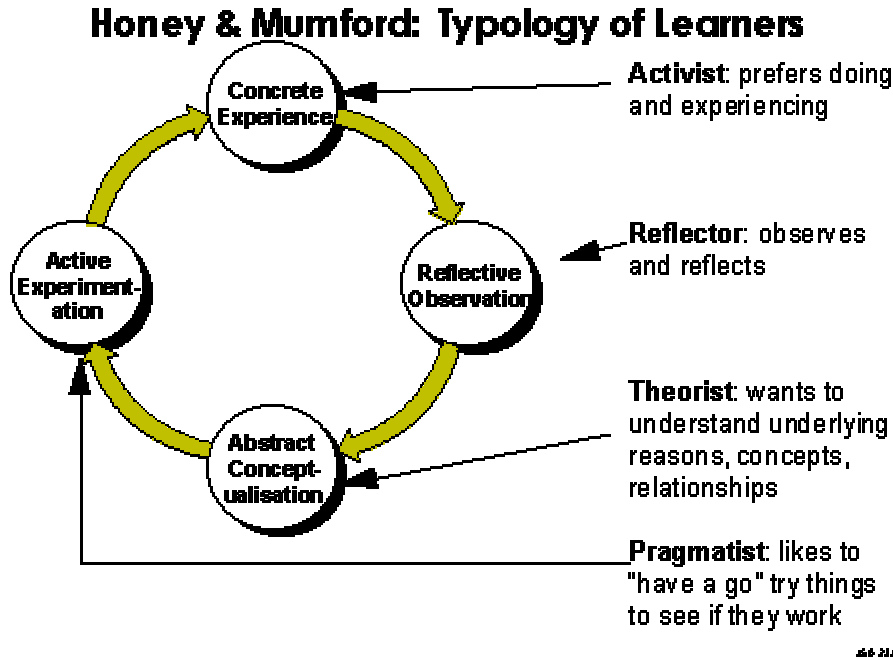 Honey & Mumford: Typology of Learners
Concrete
Experience
Activist: prefers doing
and experiencing
Reflective
Observation
Reflector: observes
and reflects
Abstract
Concept-
ualisation
Theorist: wants to
understand underlying
reasons, concepts,
relationships
Active
Experiment-
ation
Pragmatist: likes to
"have a go" try things
to see if they work